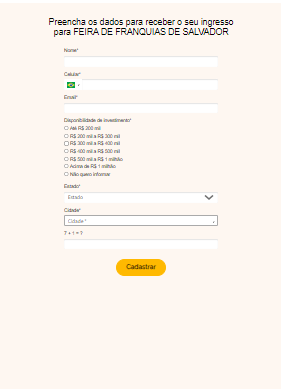 Preencha os dados para receber o seu ingresso
para FEIRA DE FRANQUIAS DE SALVADOR
Nome*
Celular*
Email*
Disponibilidade de investimento*
Até R$ 200 mil
R$ 200 mil a R$ 300 mil
R$ 300 mil a R$ 400 mil
R$ 400 mil a R$ 500 mil
R$ 500 mil a R$ 1 milhão
Acima de R$ 1 milhão
Não quero informar
Estado*
Estado
Cidade*
Cidade *
7 + 1 = ?
Cadastrar